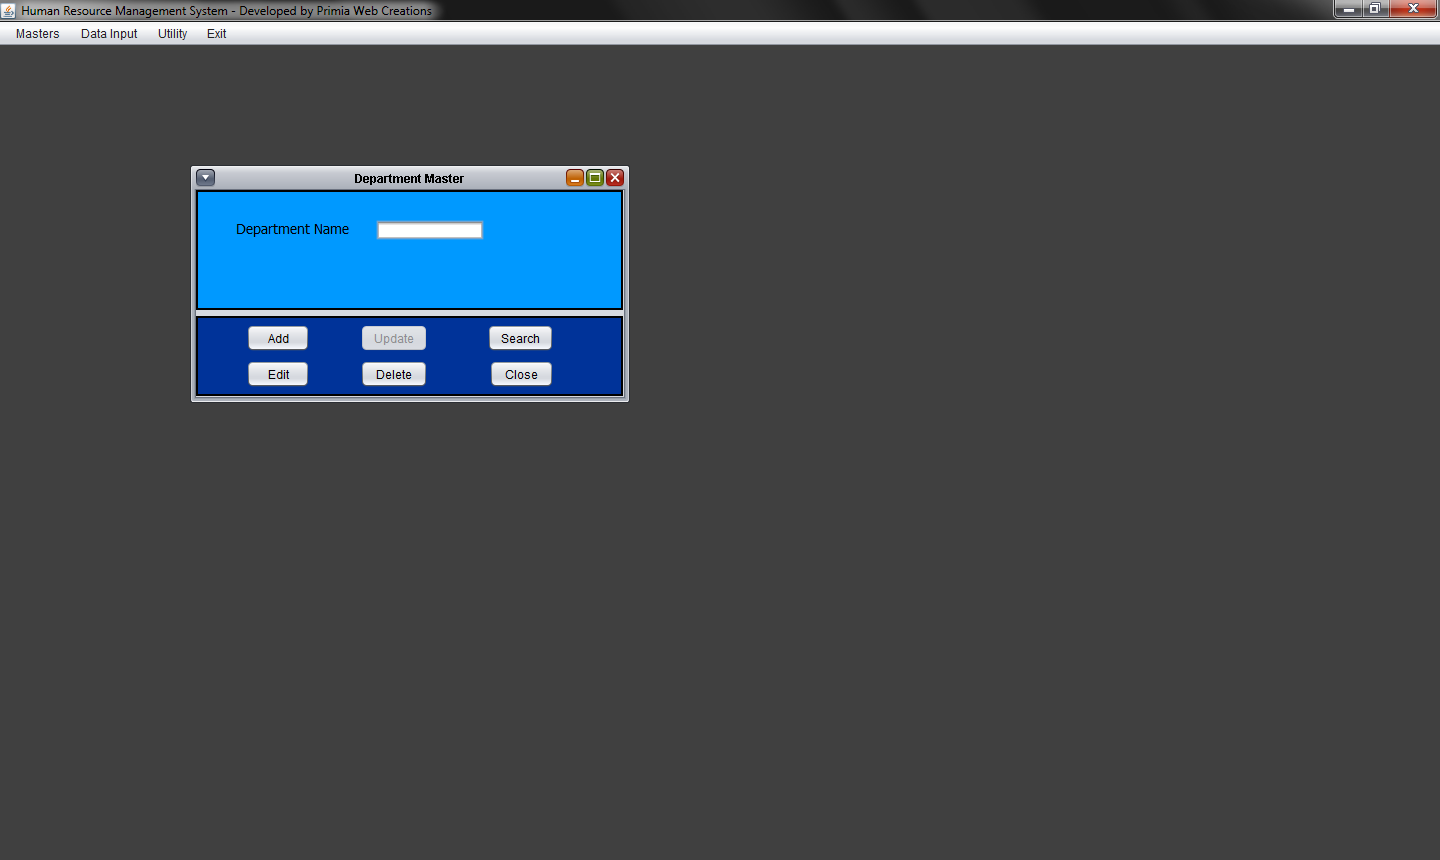 Human Resource Management System - Developed by Primia Web Creations
Masters Data Input Utility Exit
Department Master
Department Name
Add Update Search
Edit Delete Close